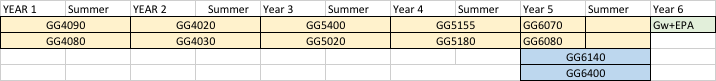 YEAR 1 Summer YEAR 2 Summer Year 3 Summer Year 4 Summer Year 5 Summer Year 6
GG4090 GG4020 GG5400 GG5155 GG6070 Gw+EPA
GG4080 GG4030 GG5020 GG5180 GG6080
GG6140
GG6400